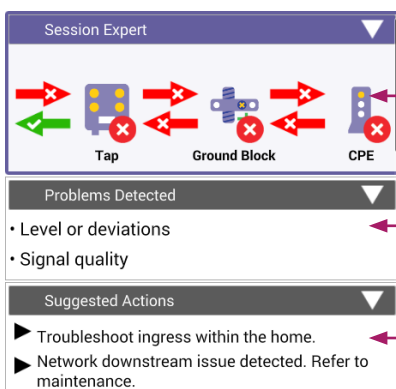 Session Expert
Tap Ground Block CPE
Problems Detected
• Level or deviations
• Signal quality
Suggested Actions
Troubleshoot ingress within the home.
Network downstream issue detected. Refer to
maintenance.